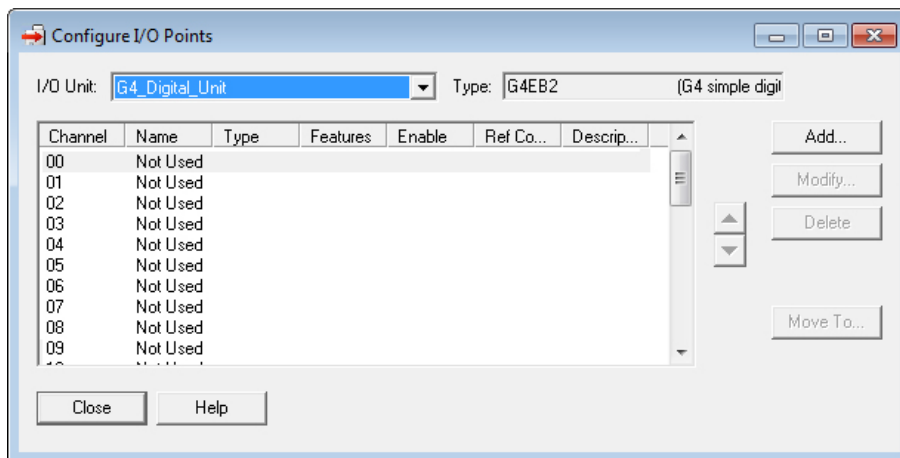 Configure I/O Points
I/O Unit: G4_Digital_Unit Type: G4EB2 (G4 simple digit
Channel Name Type Features Enable Ref Co... Descrip...
00 Not Used
01 Not Used
02 Not Used
03 Not Used
04 Not Used
05 Not Used
06 Not Used
07 Not Used
08 Not Used
09 Not Used
Add...
Modify...
Delete
Move To...
Close Help